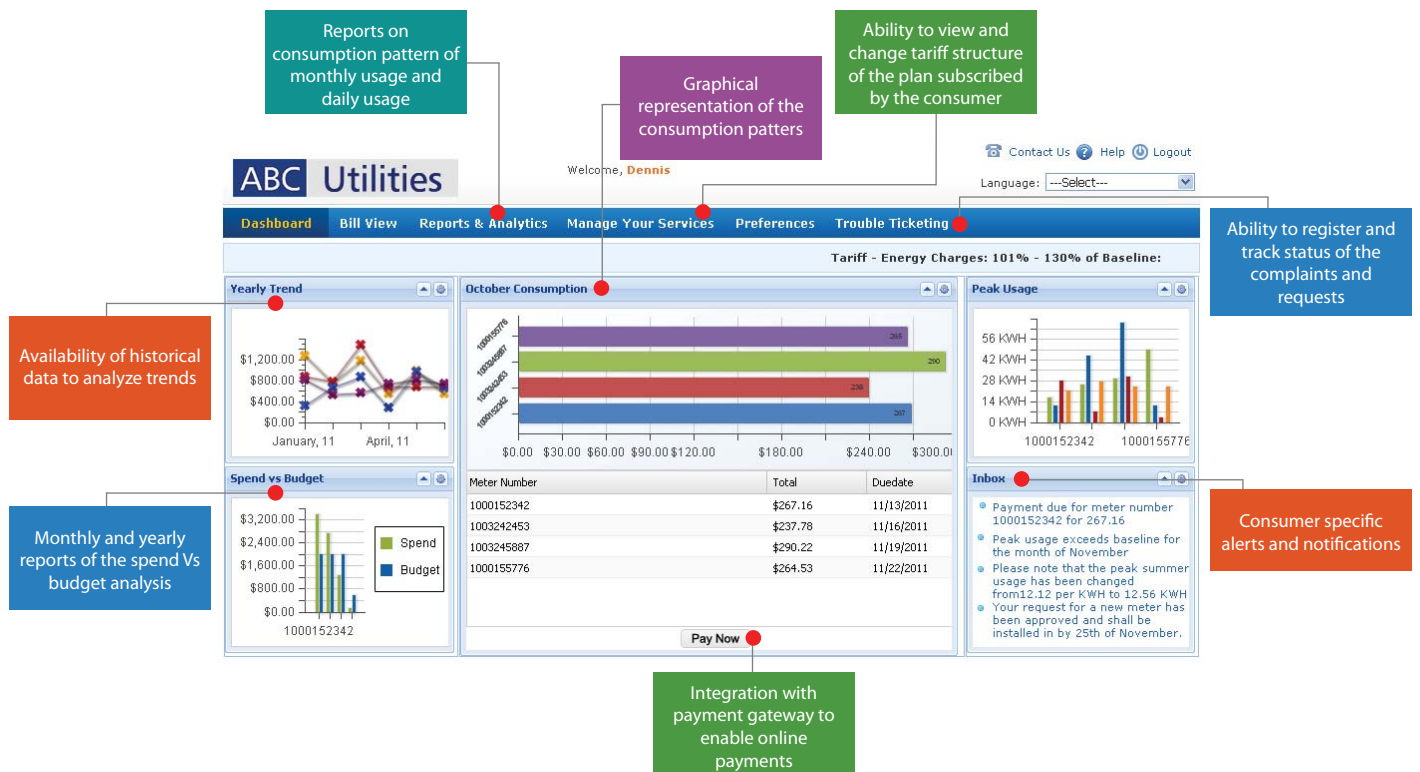 Reports on
consumption pattern of
monthly usage and
daily usage
Graphical
representation of the
consumption patters
Ability to view and
change tariff structure
of the plan subscribed
by the consumer
ABC Utilities
Welcome, Dennis
Contact Us Help Logout
Language: ---Select---
Dashboard Bill View Reports & Analytics Manage Your Services Preferences Trouble Ticketing
Tariff - Energy Charges: 101% - 130% of Baseline:
Ability to register and
track status of the
complaints and
requests
Availability of historical
data to analyze trends
Yearly Trend
$1,200.00
$800.00
$400.00
$0.00
January, 11 April, 11
October Consumption
1000155776
265
1003245887
290
1003242453
238
1000152342
267
$0.00 $30.00 $60.00 $90.00 $120.00 $180.00 $240.00 $300.0
Peak Usage
56 KWH
42 KWH
28 KWH
14 KWH
0 KWH
1000152342 1000155776
Monthly and yearly
reports of the spend Vs
budget analysis
Spend vs Budget
$3,200.00
$2,400.00
$1,600.00
$800.00
$0.00
1000152342
Spend
Budget
Meter Number Total Duedate
1000152342 $267.16 11/13/2011
1003242453 $237.78 11/16/2011
1003245887 $290.22 11/19/2011
1000155776 $264.53 11/22/2011
Pay Now
Inbox
Payment due for meter number
1000152342 for 267.16
Peak usage exceeds baseline for
the month of November
Please note that the peak summer
usage has been changed
from12.12 per KWH to 12.56 KWH
Your request for a new meter has
been approved and shall be
installed in by 25th of November.
Consumer specific
alerts and notifications
Integration with
payment gateway to
enable online
payments